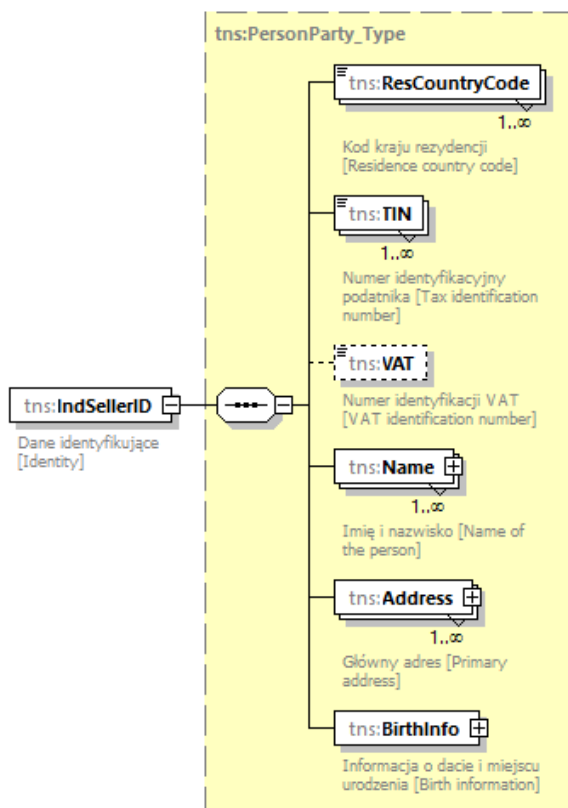 tns:PersonParty_Type
tns:ResCountryCode
1..∞
Kod kraju rezydencji
[Residence country code]
tns:TIN
1..∞
Numer identyfikacyjny
podatnika [Tax identification
number]
tns:VAT
Numer identyfikacji VAT
[VAT identification number]
tns:IndSellerID
Dane identyfikujące
[Identity]
tns:Name
1..∞
Imię i nazwisko [Name of
the person]
tns:Address
1..∞
Główny adres [Primary
address]
tns:BirthInfo
Informacja o dacie i miejscu
urodzenia [Birth information]